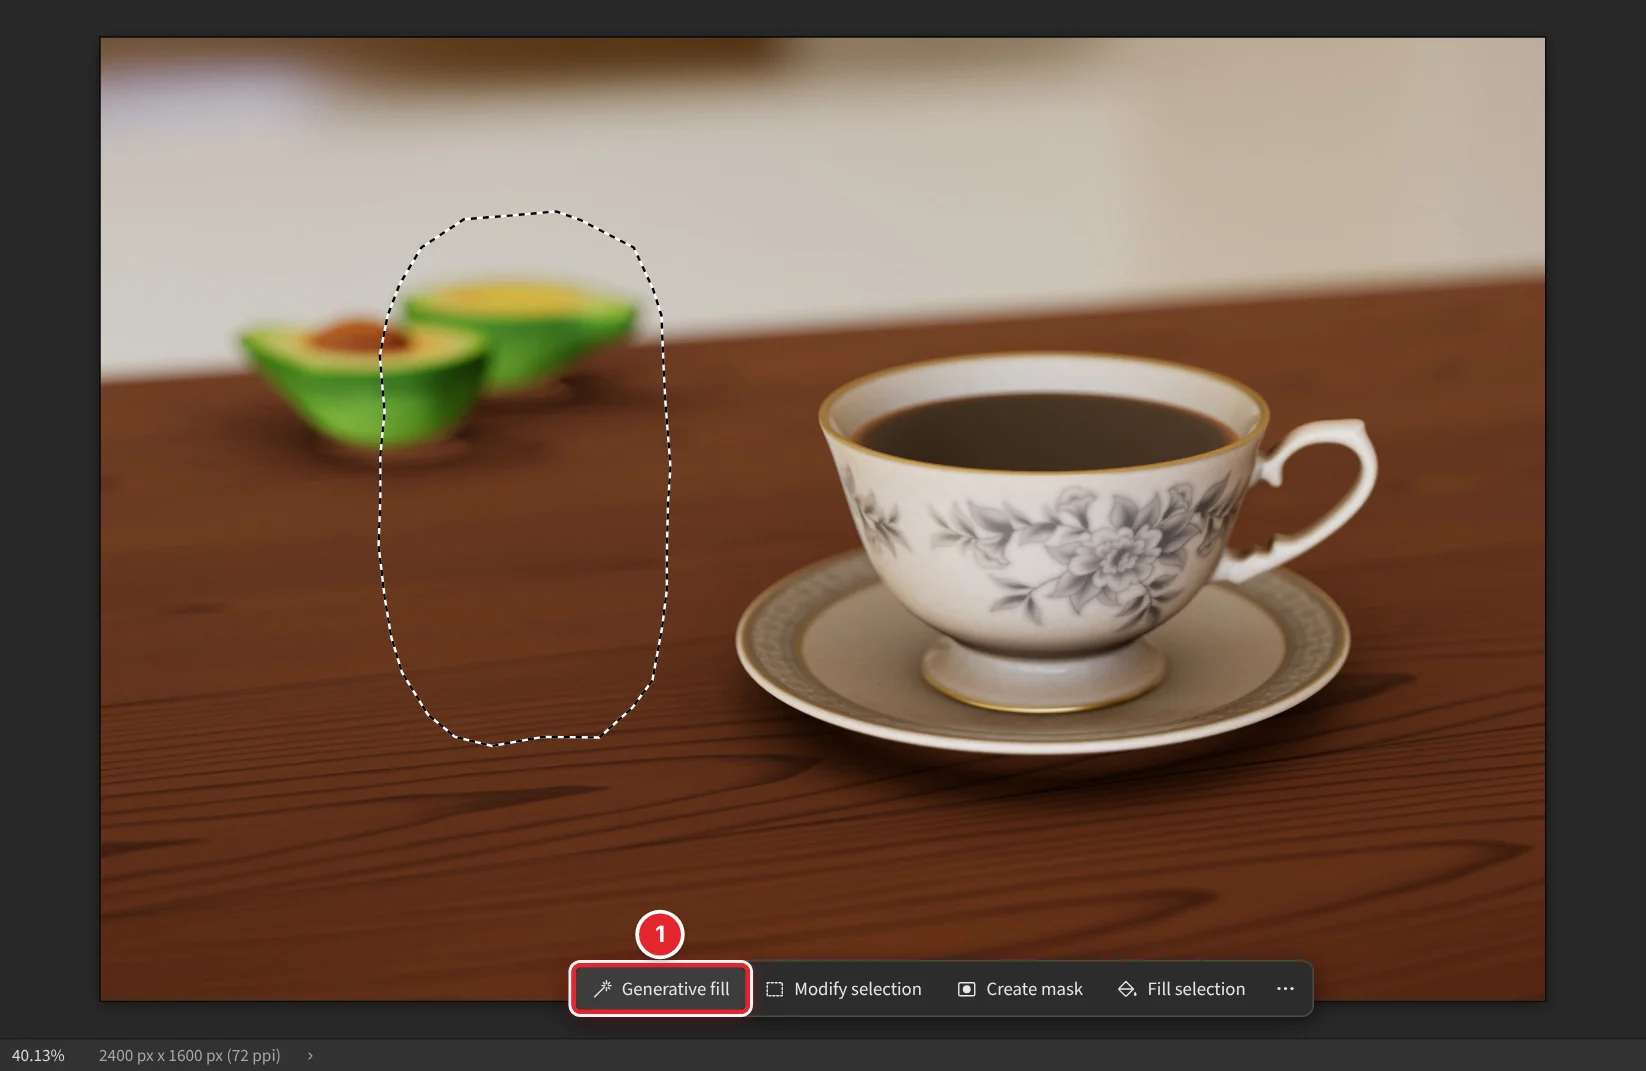 1
Generative fill
Modify selection
Create mask
Fill selection
40.13%
2400 px x 1600 px (72 ppi)